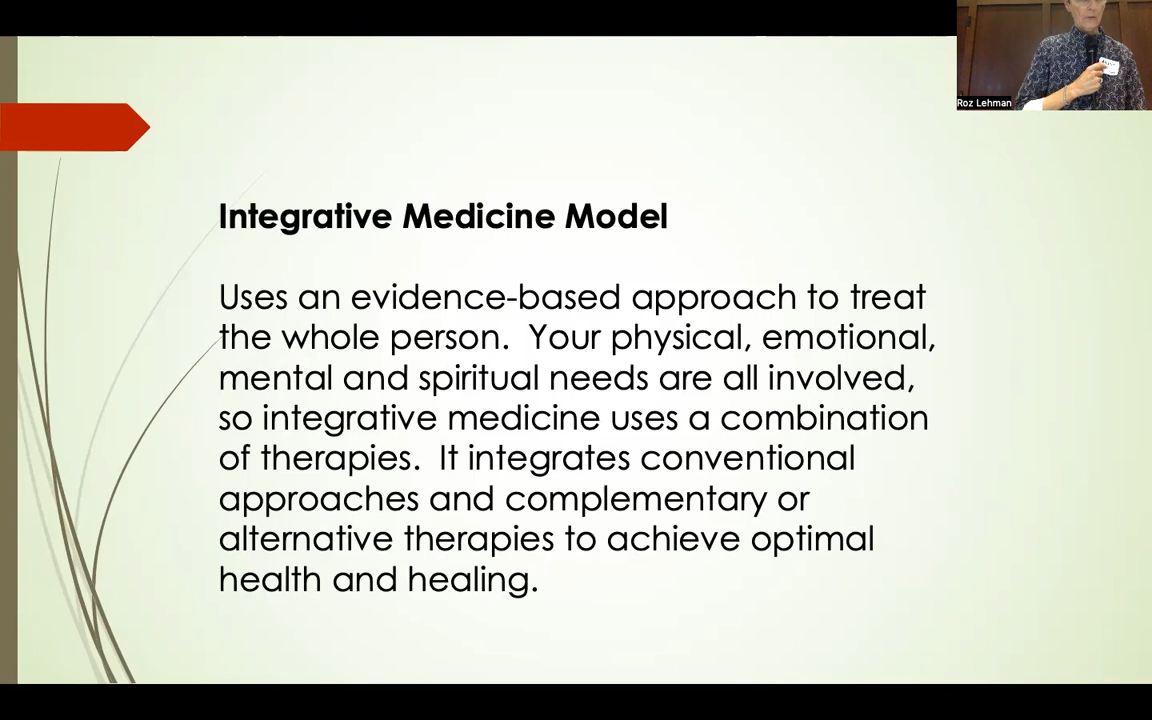 Roz Lehman
Integrative Medicine Model
Uses an evidence-based approach to treat
the whole person.  Your physical, emotional,
mental and spiritual needs are all involved,
so integrative medicine uses a combination
of therapies.  It integrates conventional
approaches and complementary or
alternative therapies to achieve optimal
health and healing.